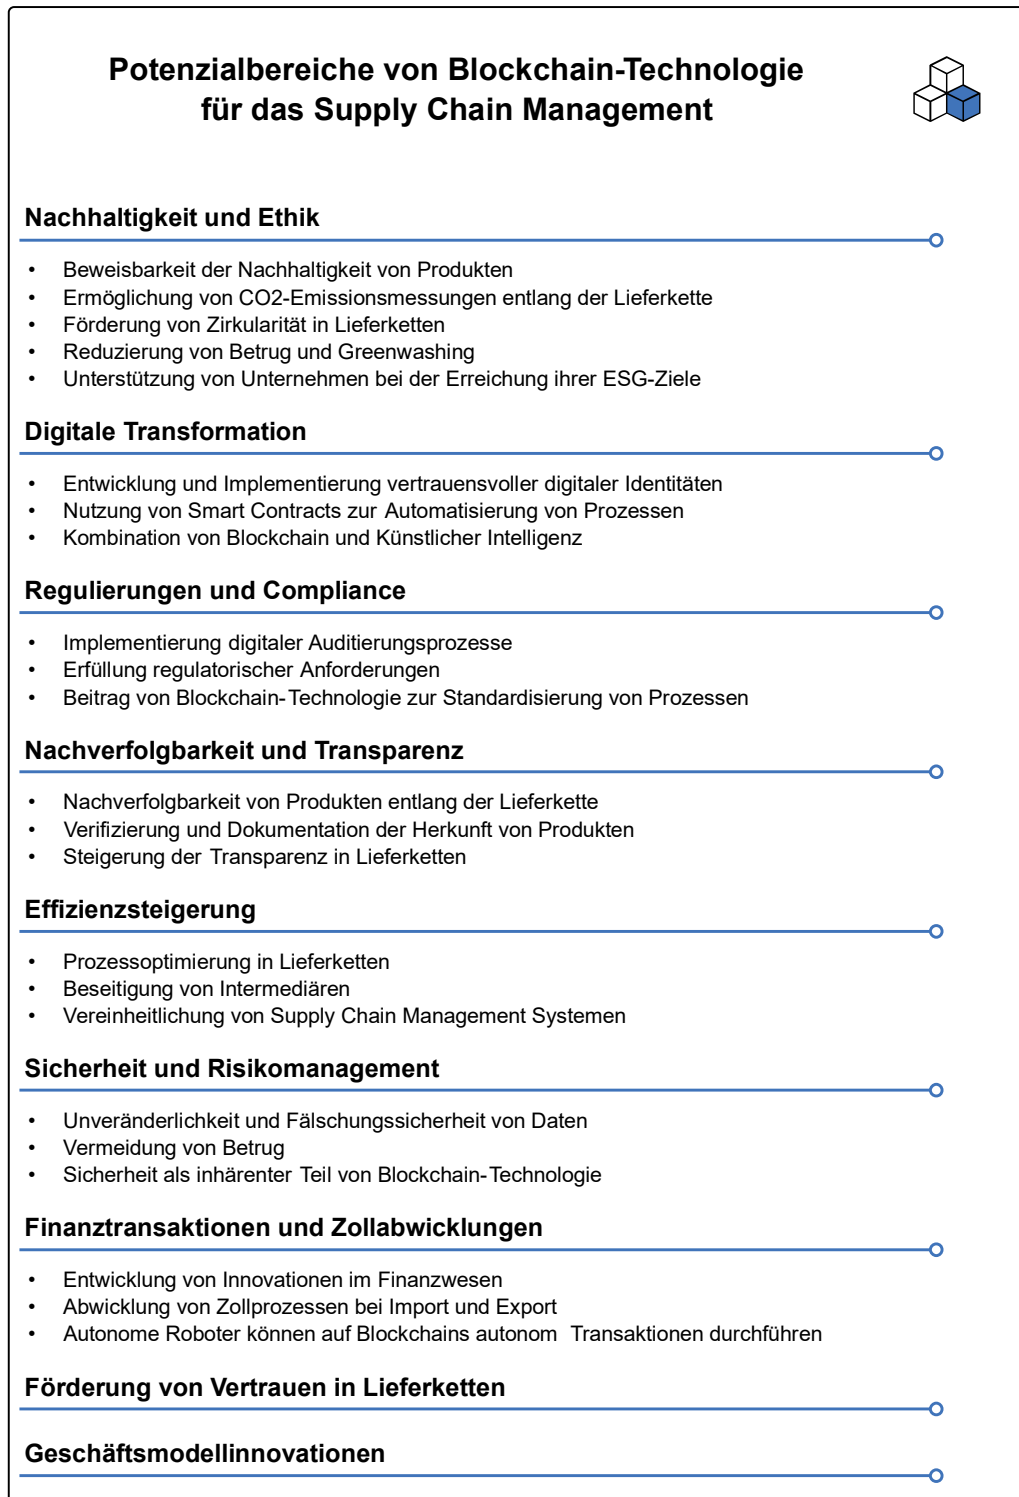 Potenzialbereiche von Blockchain-Technologie
für das Supply Chain Management
Nachhaltigkeit und Ethik
• Beweisbarkeit der Nachhaltigkeit von Produkten
• Ermöglichung von CO2-Emissionsmessungen entlang der Lieferkette
• Förderung von Zirkularität in Lieferketten
• Reduzierung von Betrug und Greenwashing
• Unterstützung von Unternehmen bei der Erreichung ihrer ESG-Ziele
Digitale Transformation
• Entwicklung und Implementierung vertrauensvoller digitaler Identitäten
• Nutzung von Smart Contracts zur Automatisierung von Prozessen
• Kombination von Blockchain und Künstlicher Intelligenz
Regulierungen und Compliance
• Implementierung digitaler Auditierungsprozesse
• Erfüllung regulatorischer Anforderungen
• Beitrag von Blockchain-Technologie zur Standardisierung von Prozessen
Nachverfolgbarkeit und Transparenz
• Nachverfolgbarkeit von Produkten entlang der Lieferkette
• Verifizierung und Dokumentation der Herkunft von Produkten
• Steigerung der Transparenz in Lieferketten
Effizienzsteigerung
• Prozessoptimierung in Lieferketten
• Beseitigung von Intermediären
• Vereinheitlichung von Supply Chain Management Systemen
Sicherheit und Risikomanagement
• Unveränderlichkeit und Fälschungssicherheit von Daten
• Vermeidung von Betrug
• Sicherheit als inhärenter Teil von Blockchain-Technologie
Finanztransaktionen und Zollabwicklungen
• Entwicklung von Innovationen im Finanzwesen
• Abwicklung von Zollprozessen bei Import und Export
• Autonome Roboter können auf Blockchains autonom Transaktionen durchführen
Förderung von Vertrauen in Lieferketten
Geschäftsmodellinnovationen